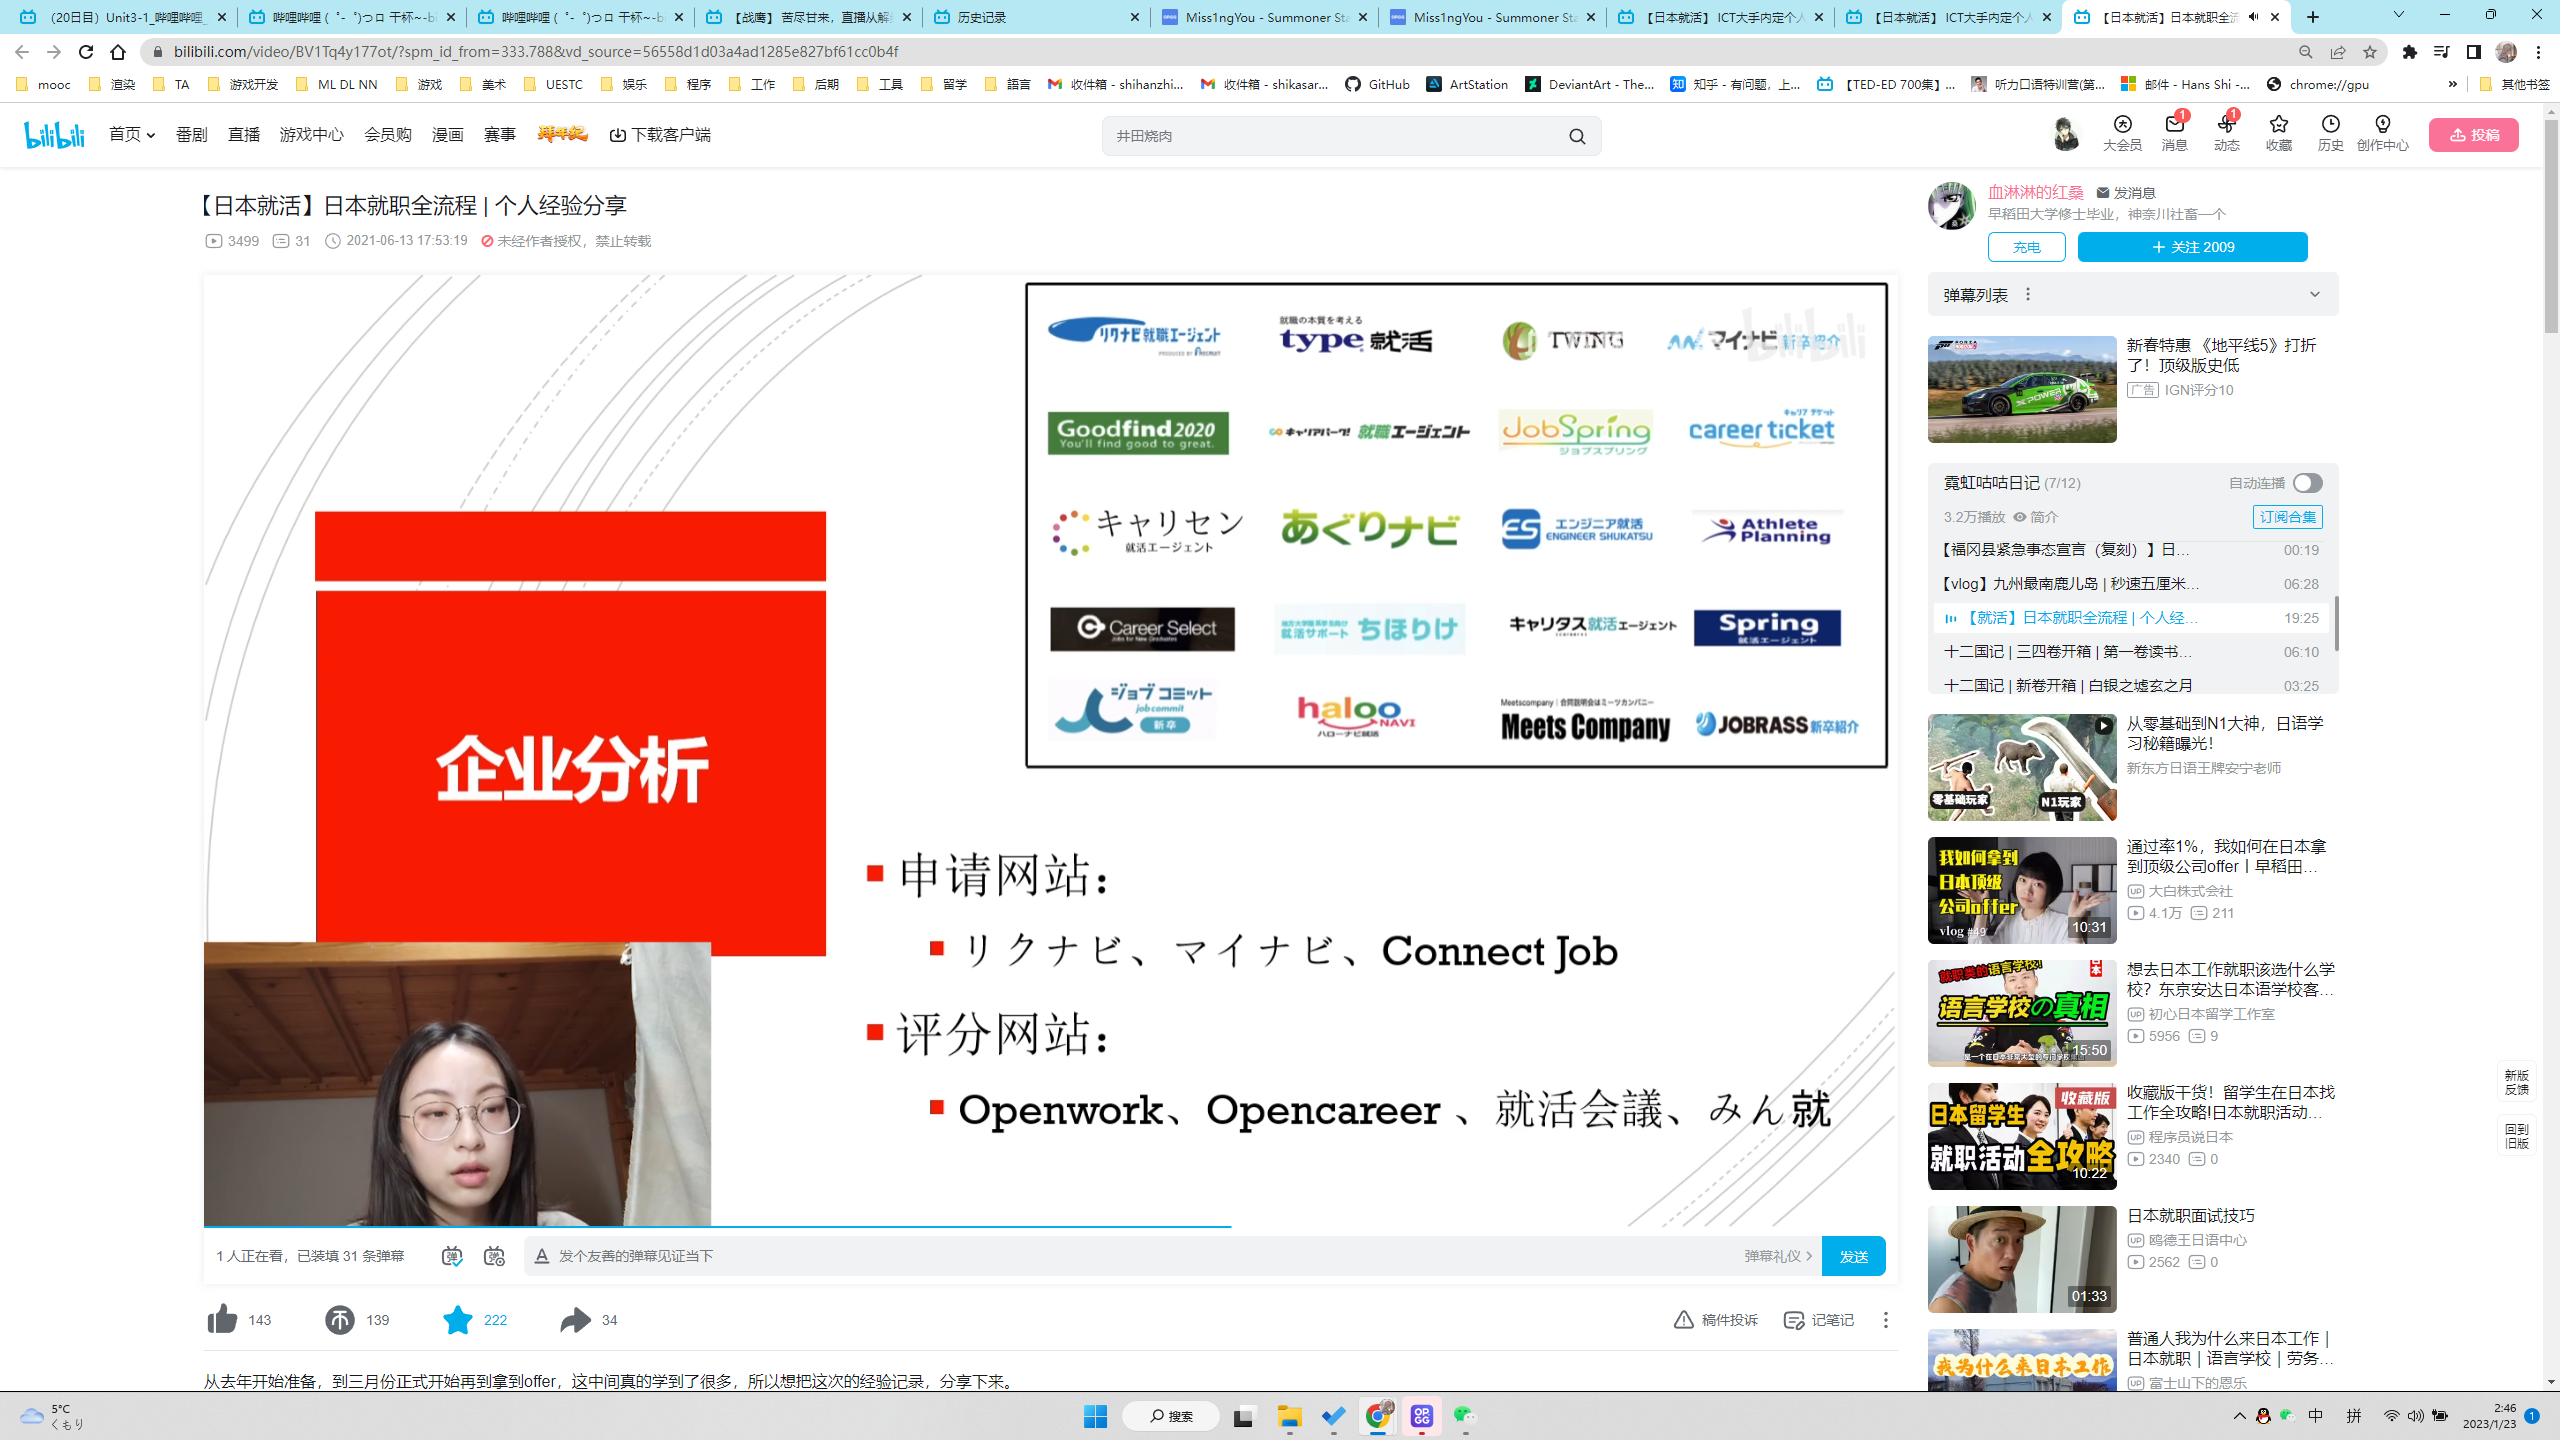 (20日目) Unit3-1_哔哩哔哩_
哔哩哔哩 (゜-゜)つロ 干杯~-bi
哔哩哔哩 (゜-゜)つロ 干杯~-bi
【战鹰】苦尽甘来，直播从解
历史记录
Miss1ngYou - Summoner Sta
Miss1ngYou - Summoner Sta
【日本就活】ICT大手内定个人
【日本就活】ICT大手内定个人
【日本就活】日本就职全流
bilibili.com/video/BV1Tq4y177ot/?spm_id_from=333.788&vd_source=56558d1d03a4ad1285e827bf61cc0b4f
mooc 渲染 TA 游戏开发 ML DL NN 游戏 美术 UESTC 娱乐 程序 工作 后期 工具 留学 語言 收件箱 - shihanzhi... 收件箱 - shikasar... GitHub ArtStation DeviantArt - The... 知乎 - 有问题，上... 【TED-ED 700集】... 听力口语特训营(第... 邮件 - Hans Shi -... chrome://gpu » 其他书签
bilibili 首页 番剧 直播 游戏中心 会员购 漫画 赛事 拜年纪 下载客户端
井田烧肉
大会员 消息 1 动态 1 收藏 历史 创作中心 投稿
【日本就活】日本就职全流程 | 个人经验分享
3499 31 2021-06-13 17:53:19 未经作者授权，禁止转载
リクナビ就職エージェント
PRODUCED BY RECRUIT
就職の本質を考える
type 就活
TWING
マイナビ 新卒紹介
bilibili
Goodfind 2020
You'll find good to great.
キャリアパーク! 就職エージェント
JobSpring
ジョブスプリング
キャリア チケット
career ticket
キャリセン
就活エージェント
あぐりナビ
ES エンジニア就活
ENGINEER SHUKATSU
Athlete Planning
Career Select
Jobs for New Graduates
就活サポート ちほりけ
キャリタス就活エージェント
Spring
就活エージェント
ジョブコミット
job commit
新卒
haloo NAVI
ハローナビ就活
Meetscompany | 合同説明会はミーツカンパニー
Meets Company
JOBRASS新卒紹介
企业分析
申请网站：
リクナビ、マイナビ、Connect Job
评分网站：
Openwork、Opencareer 、就活会議、みん就
1 人正在看，已装填 31 条弹幕
发个友善的弹幕见证当下
弹幕礼仪 >
发送
143 139 222 34
稿件投诉 记笔记
从去年开始准备，到三月份正式开始再到拿到offer，这中间真的学到了很多，所以想把这次的经验记录，分享下来。
血淋淋的红桑 发消息
早稻田大学修士毕业，神奈川社畜一个
充电
+ 关注 2009
弹幕列表
新春特惠 《地平线5》打折
了！顶级版史低
广告 IGN评分10
霓虹咕咕日记 (7/12) 自动连播
3.2万播放 简介 订阅合集
【福冈县紧急事态宣言（复刻）】日... 00:19
【vlog】九州最南鹿儿岛 | 秒速五厘米... 06:28
【就活】日本就职全流程 | 个人经... 19:25
十二国记 | 三四卷开箱 | 第一卷读书... 06:10
十二国记 | 新卷开箱 | 白银之墟玄之月 03:25
零基础玩家
N1玩家
从零基础到N1大神，日语学
习秘籍曝光！
新东方日语王牌安宁老师
我如何拿到
日本顶级
公司offer
vlog #49
10:31
通过率1%，我如何在日本拿
到顶级公司offer丨早稻田...
大白株式会社
4.1万 211
就职类的语言学校!
语言学校の真相
15:50
想去日本工作就职该选什么学
校？东京安达日本语学校客...
初心日本留学工作室
5956 9
收藏版
日本留学生
就职活动全攻略
10:22
收藏版干货！留学生在日本找
工作全攻略!日本就职活动...
程序员说日本
2340 0
01:33
日本就职面试技巧
鸥德王日语中心
2562 0
我为什么来日本工作
普通人我为什么来日本工作 |
日本就职 | 语言学校 | 劳务...
富士山下的恩乐
新版
反馈
回到
旧版
5°C
くもり
搜索
中 拼
2:46
2023/1/23
1